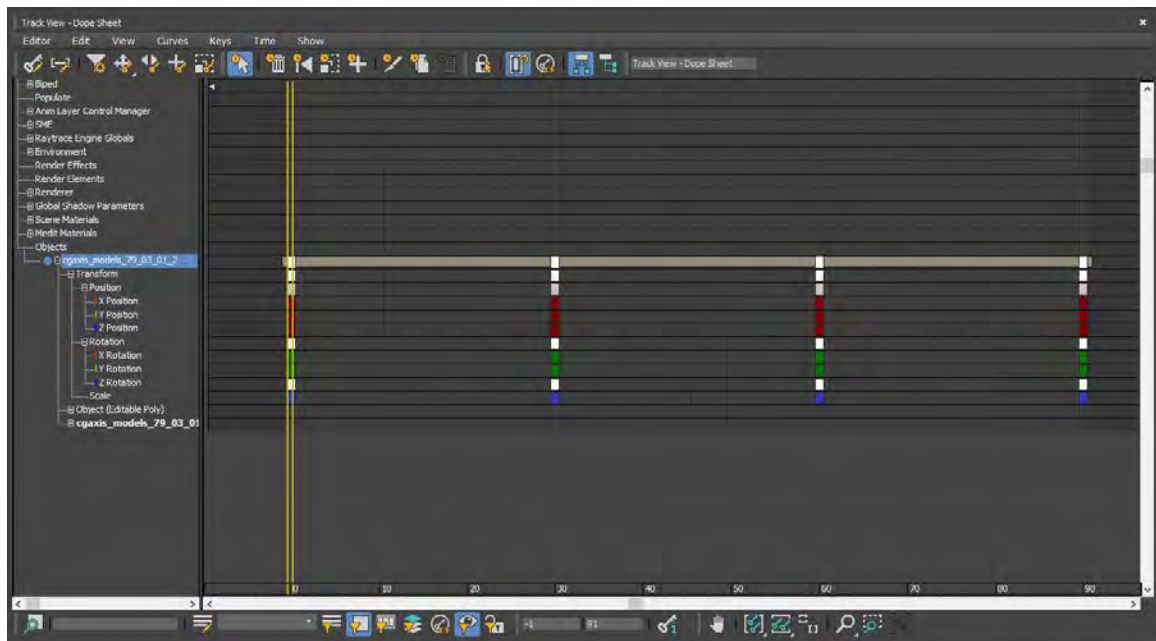 Track View - Dope Sheet
Editor Edit View Curves Keys Time Show
Track View - Dope Sheet
Biped
Populate
Anim Layer Control Manager
SME
Raytrace Engine Globals
Environment
Render Effects
Render Elements
Renderer
Global Shadow Parameters
Scene Materials
Medit Materials
Objects
cgaxis_models_79_03_01_2
Transform
Position
X Position
Y Position
Z Position
Rotation
X Rotation
Y Rotation
Z Rotation
Scale
Object (Editable Poly)
cgaxis_models_79_03_01
0 10 20 30 40 50 60 70 80 90
-1 91